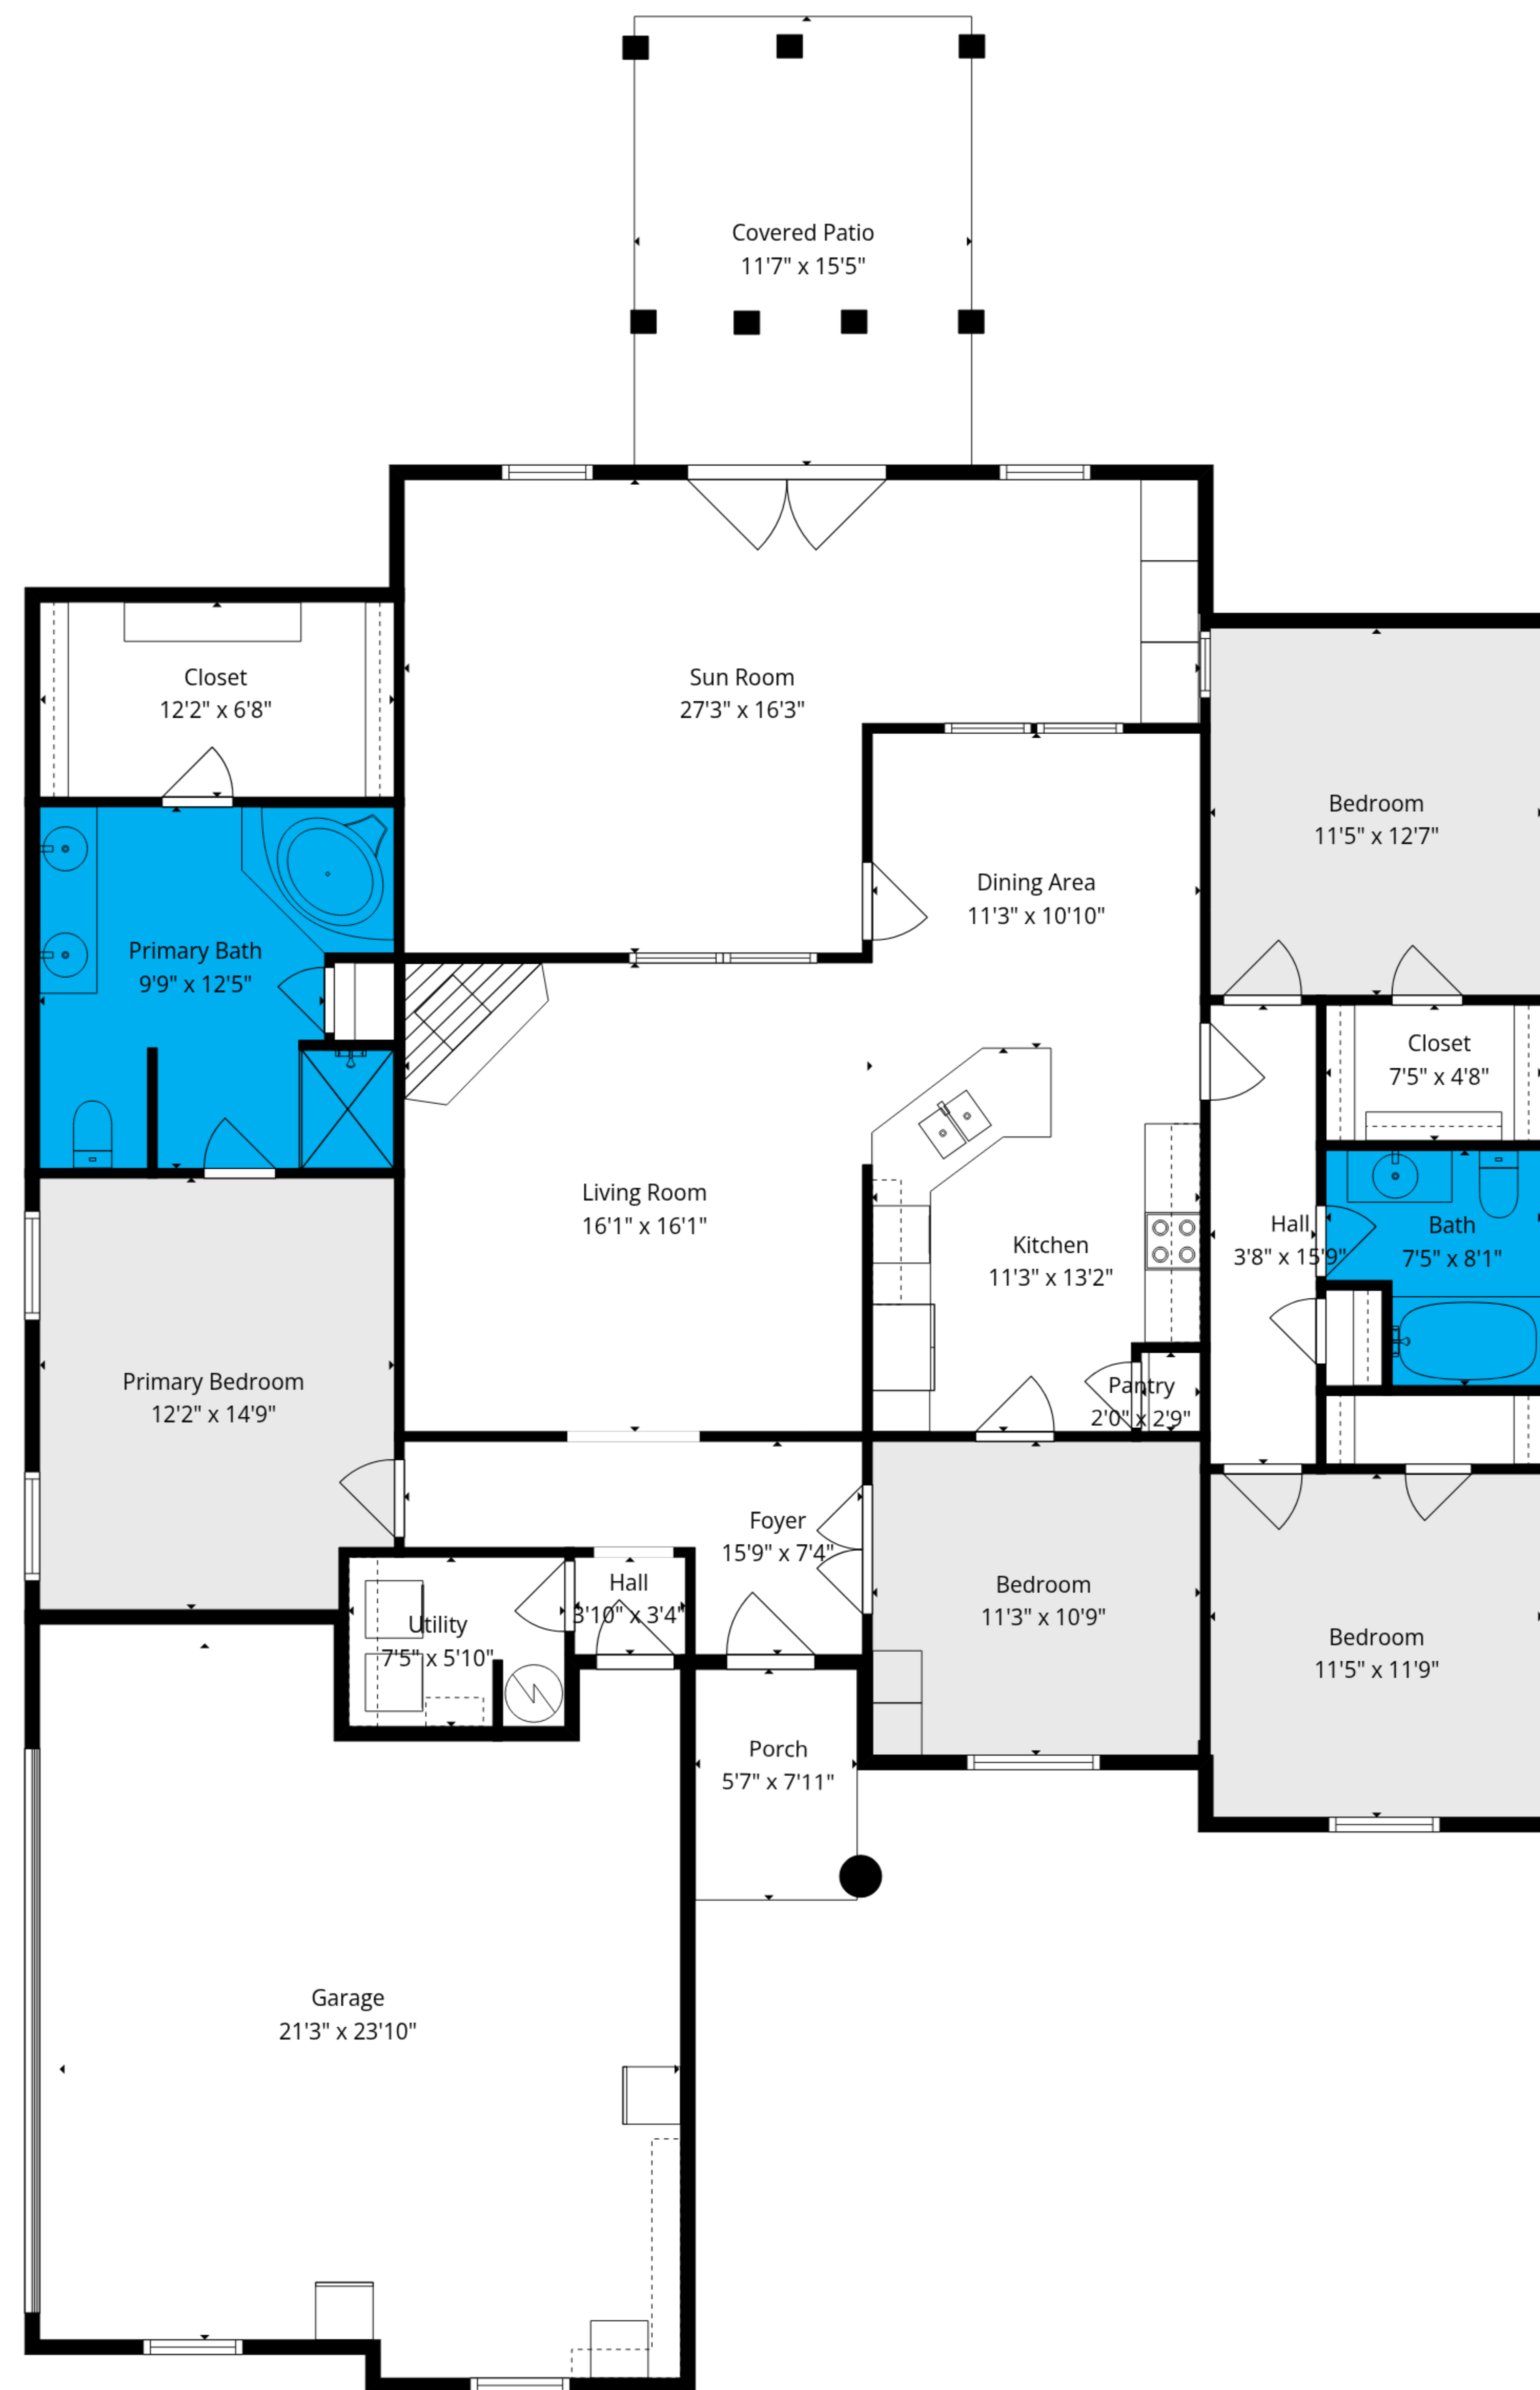 Covered Patio
11'7" x 15'5"
Closet
12'2" x 6'8"
Sun Room
27'3" x 16'3"
Bedroom
11'5" x 12'7"
Dining Area
11'3" x 10'10"
Primary Bath
9'9" x 12'5"
Closet
7'5" x 4'8"
Living Room
16'1" x 16'1"
Kitchen
11'3" x 13'2"
Hall
3'8" x 15'9"
Bath
7'5" x 8'1"
Primary Bedroom
12'2" x 14'9"
Pantry
2'0" x 2'9"
Foyer
15'9" x 7'4"
Hall
3'10" x 3'4"
Utility
7'5" x 5'10"
Bedroom
11'3" x 10'9"
Bedroom
11'5" x 11'9"
Porch
5'7" x 7'11"
Garage
21'3" x 23'10"